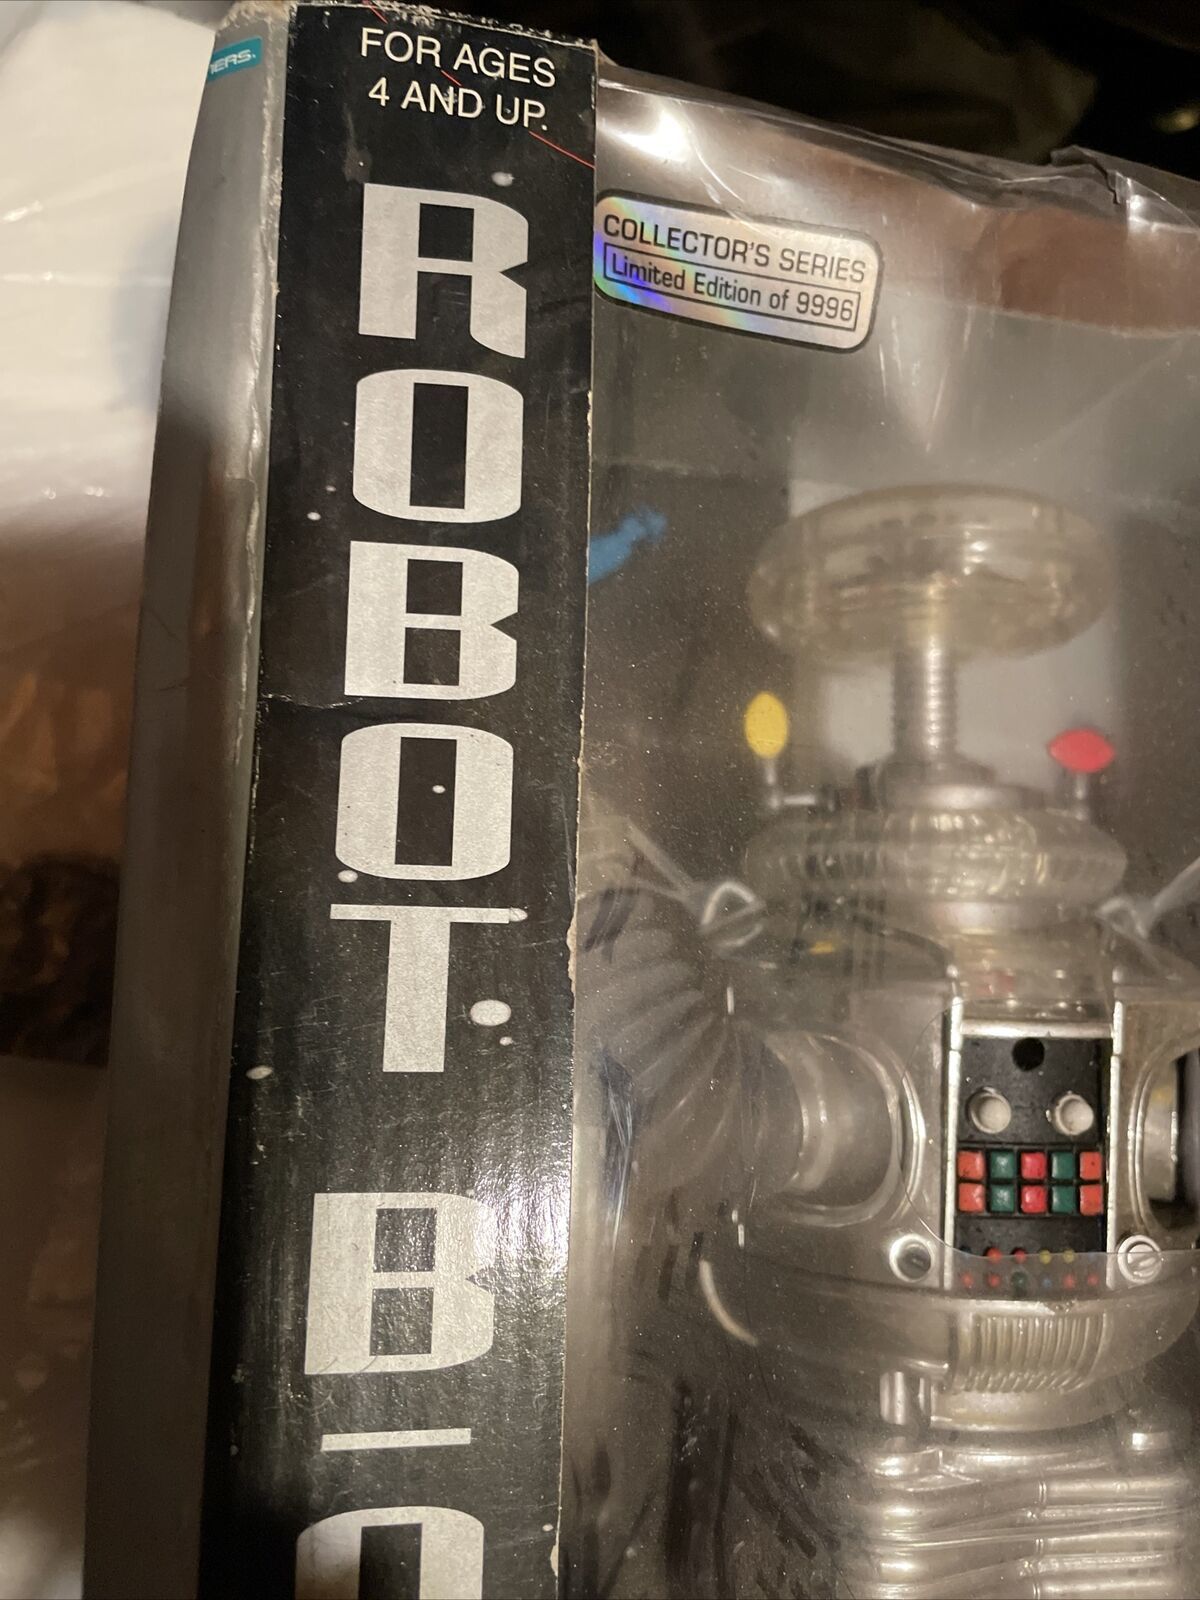 FOR AGES
4 AND UP.
COLLECTOR'S SERIES
Limited Edition of 9996
ROBOT B-